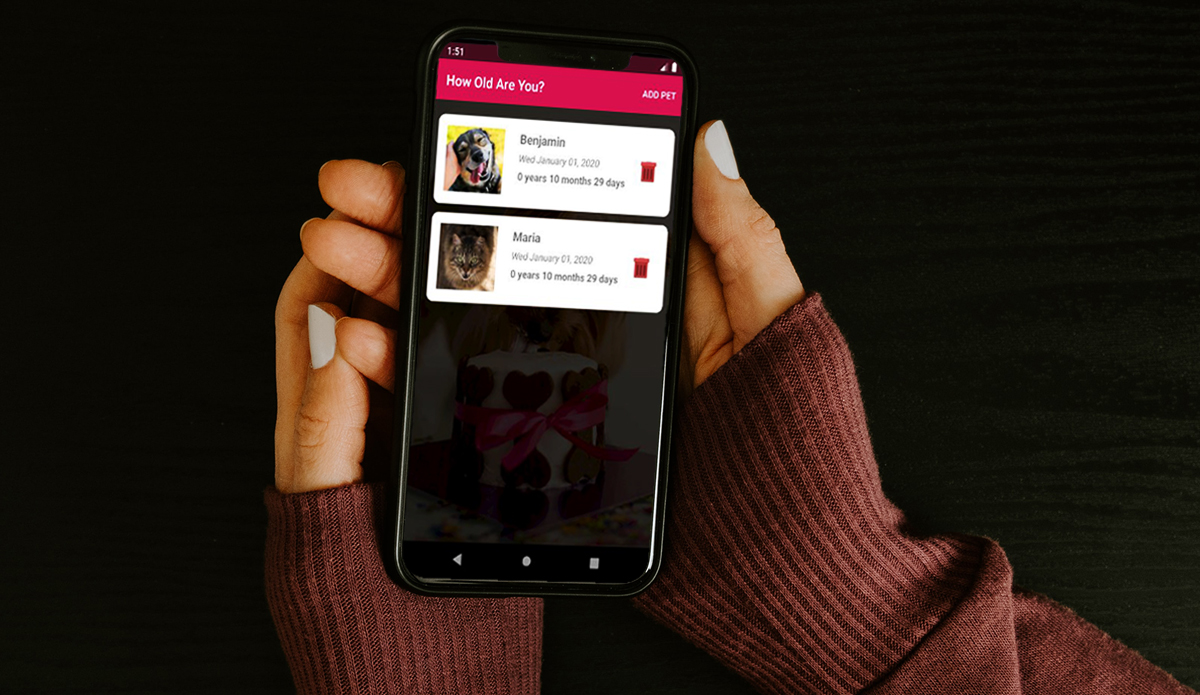 1:51
How Old Are You?
ADD PET
Benjamin
Wed January 01, 2020
0 years 10 months 29 days
Maria
Wed January 01, 2020
0 years 10 months 29 days